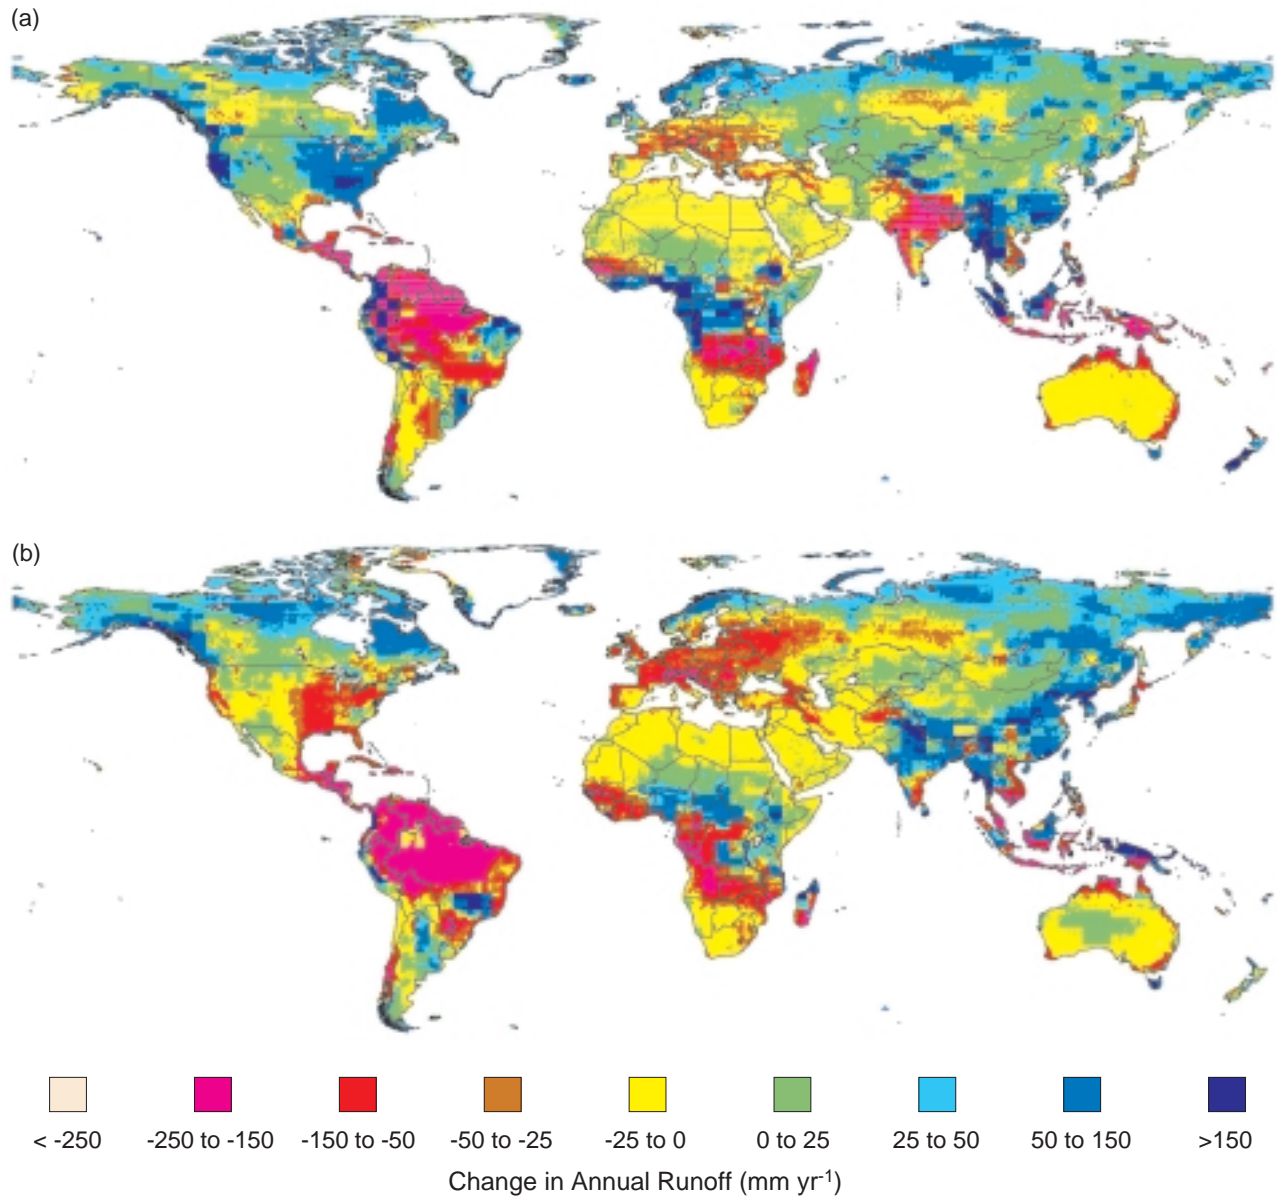 (a)
(b)
< -250 -250 to -150 -150 to -50 -50 to -25 -25 to 0 0 to 25 25 to 50 50 to 150 >150
Change in Annual Runoff (mm yr⁻¹)